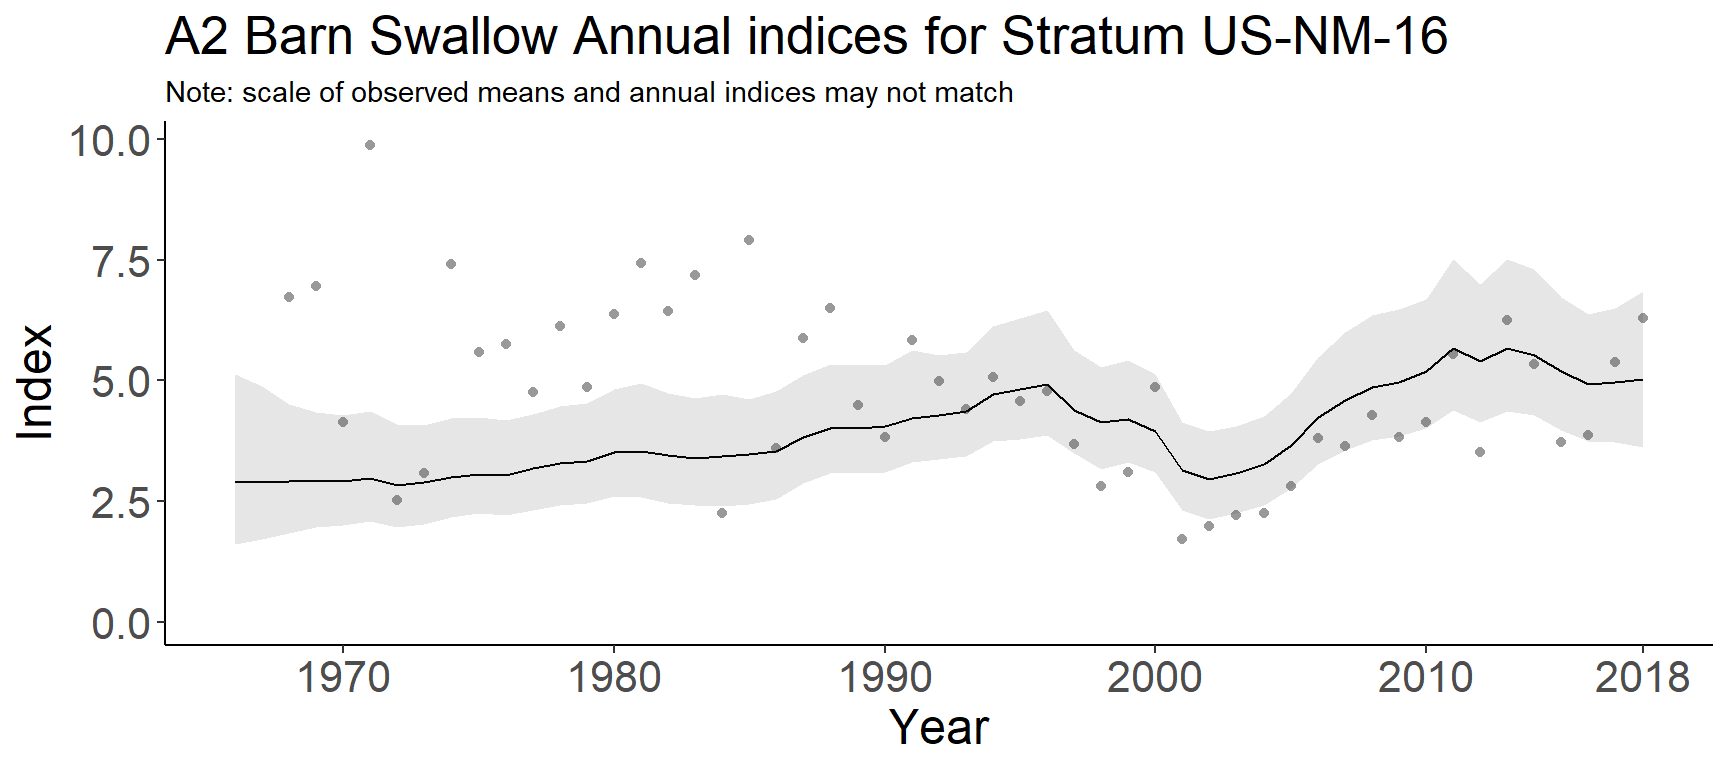 A2 Barn Swallow Annual indices for Stratum US-NM-16
Note: scale of observed means and annual indices may not match
10.0
7.5
5.0
2.5
0.0
Index
1970 1980 1990 2000 2010 2018
Year